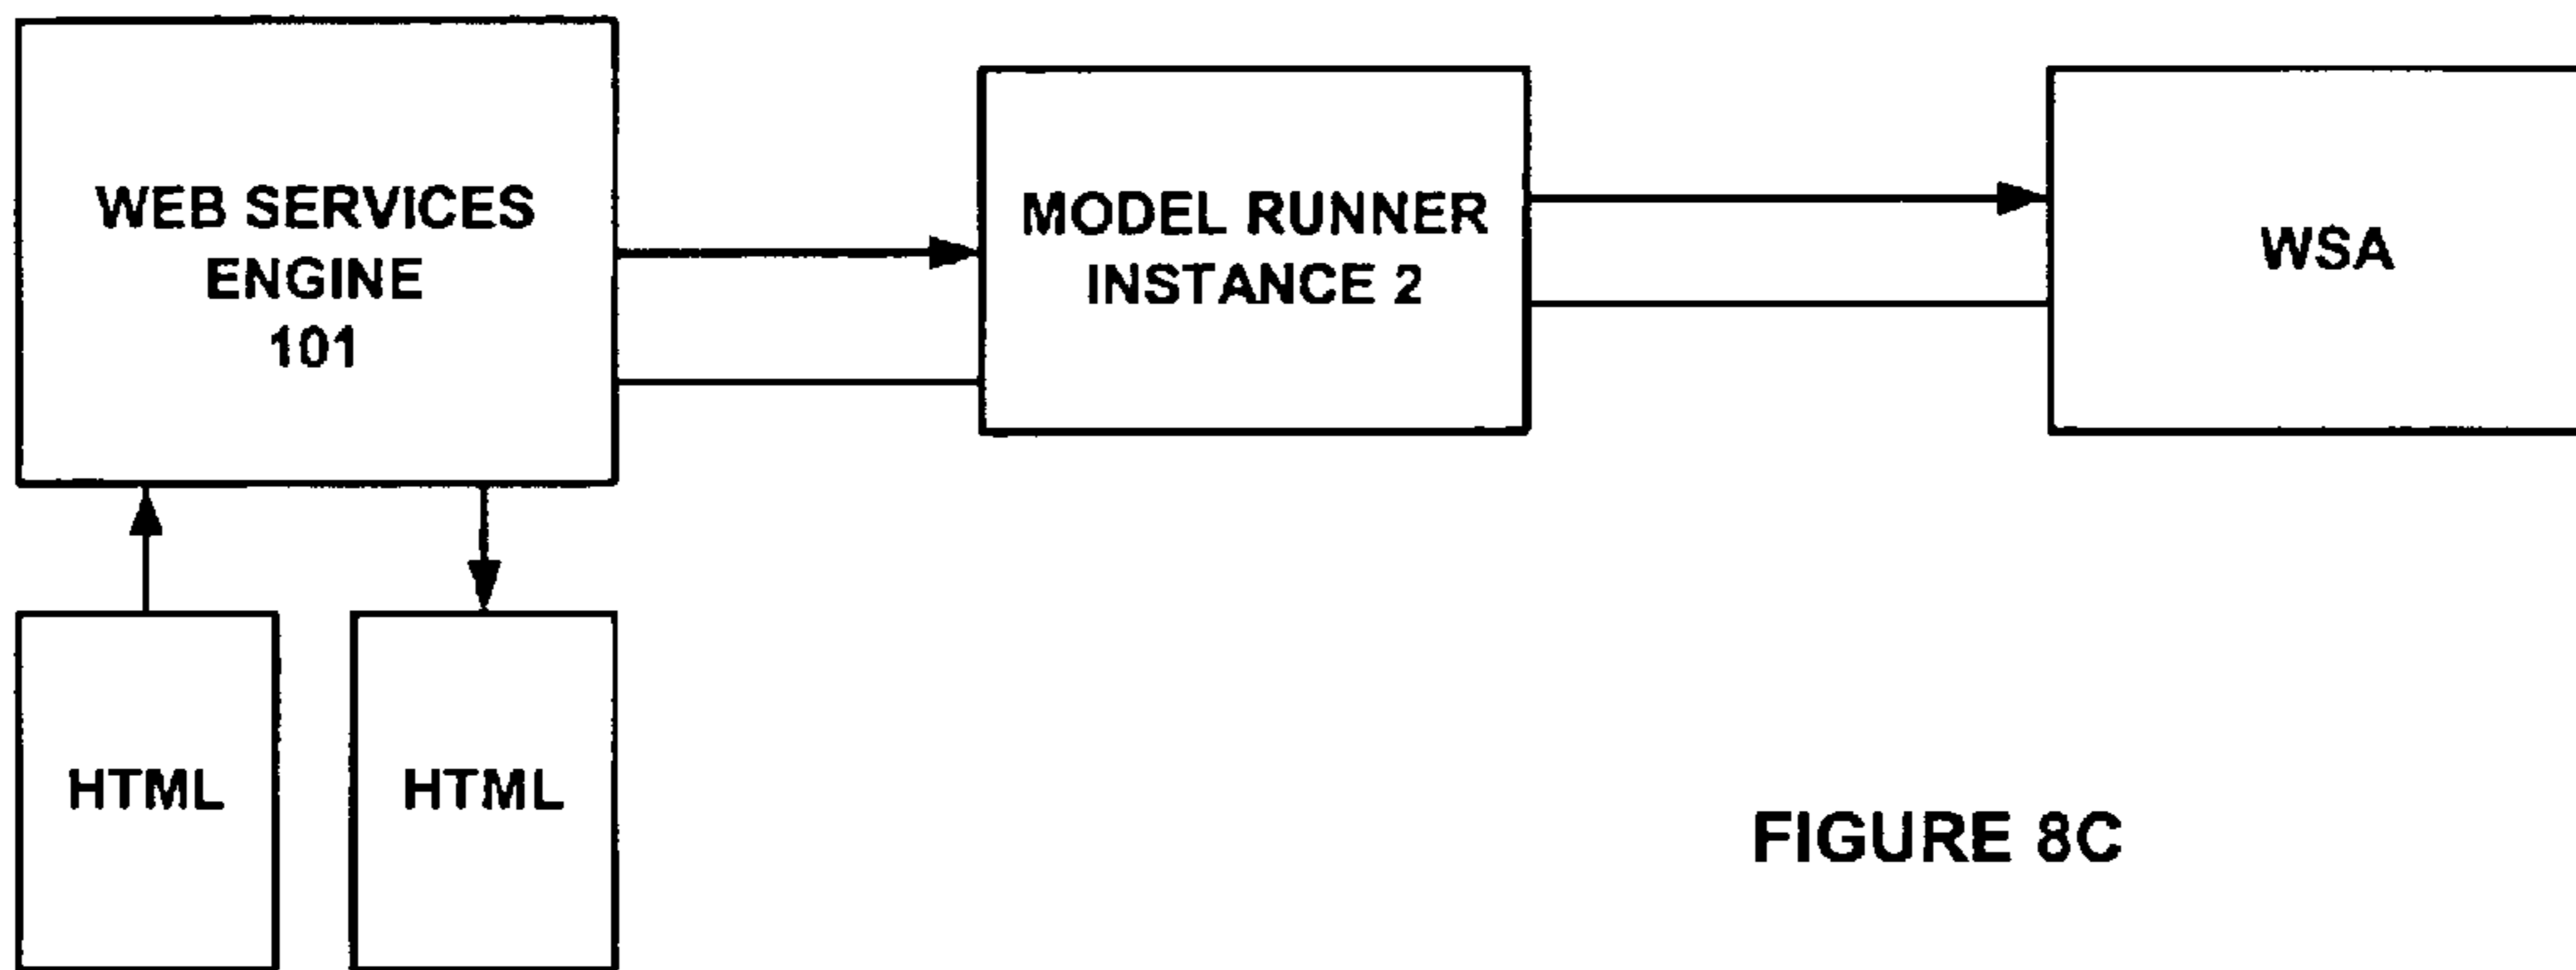 WEB SERVICES
ENGINE
101
MODEL RUNNER
INSTANCE 2
WSA
HTML
HTML
FIGURE 8C